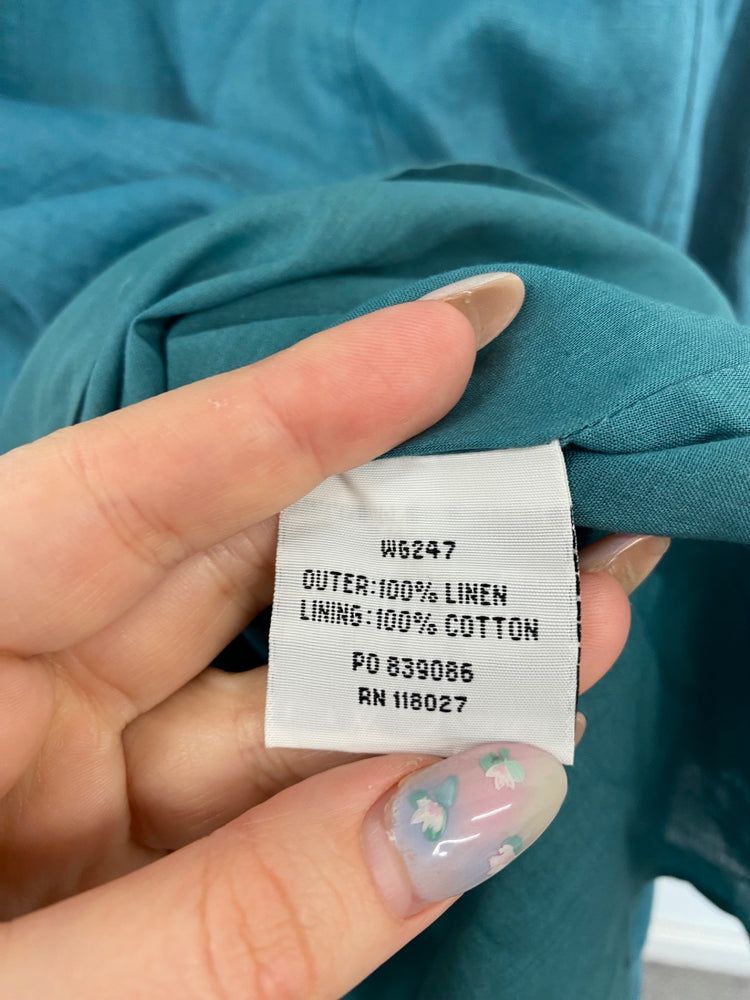 WG247
OUTER:100% LINEN
LINING:100% COTTON
PO 839086
RN 118027